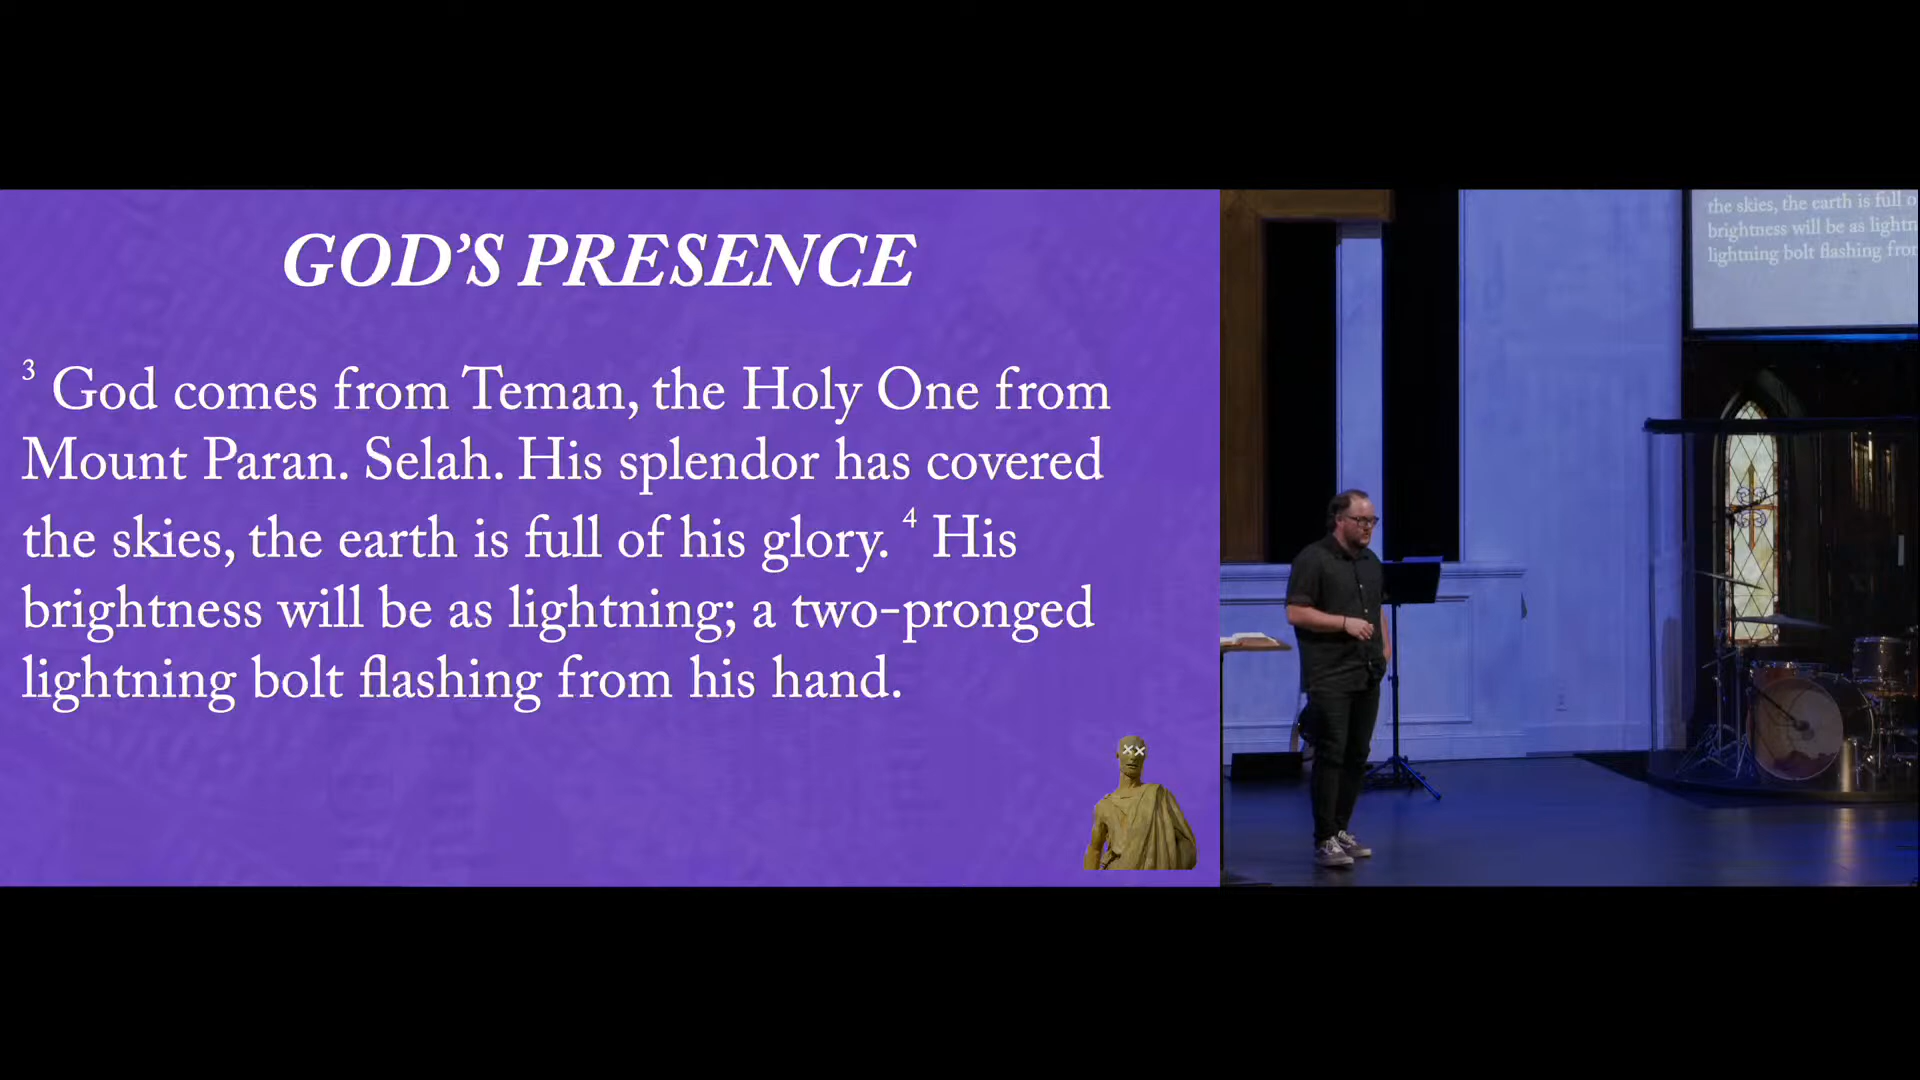 GOD'S PRESENCE
3 God comes from Teman, the Holy One from
Mount Paran. Selah. His splendor has covered
the skies, the earth is full of his glory. 4 His
brightness will be as lightning; a two-pronged
lightning bolt flashing from his hand.
xx
the skies, the earth is full o
brightness will be as lightn
lightning bolt flashing fro